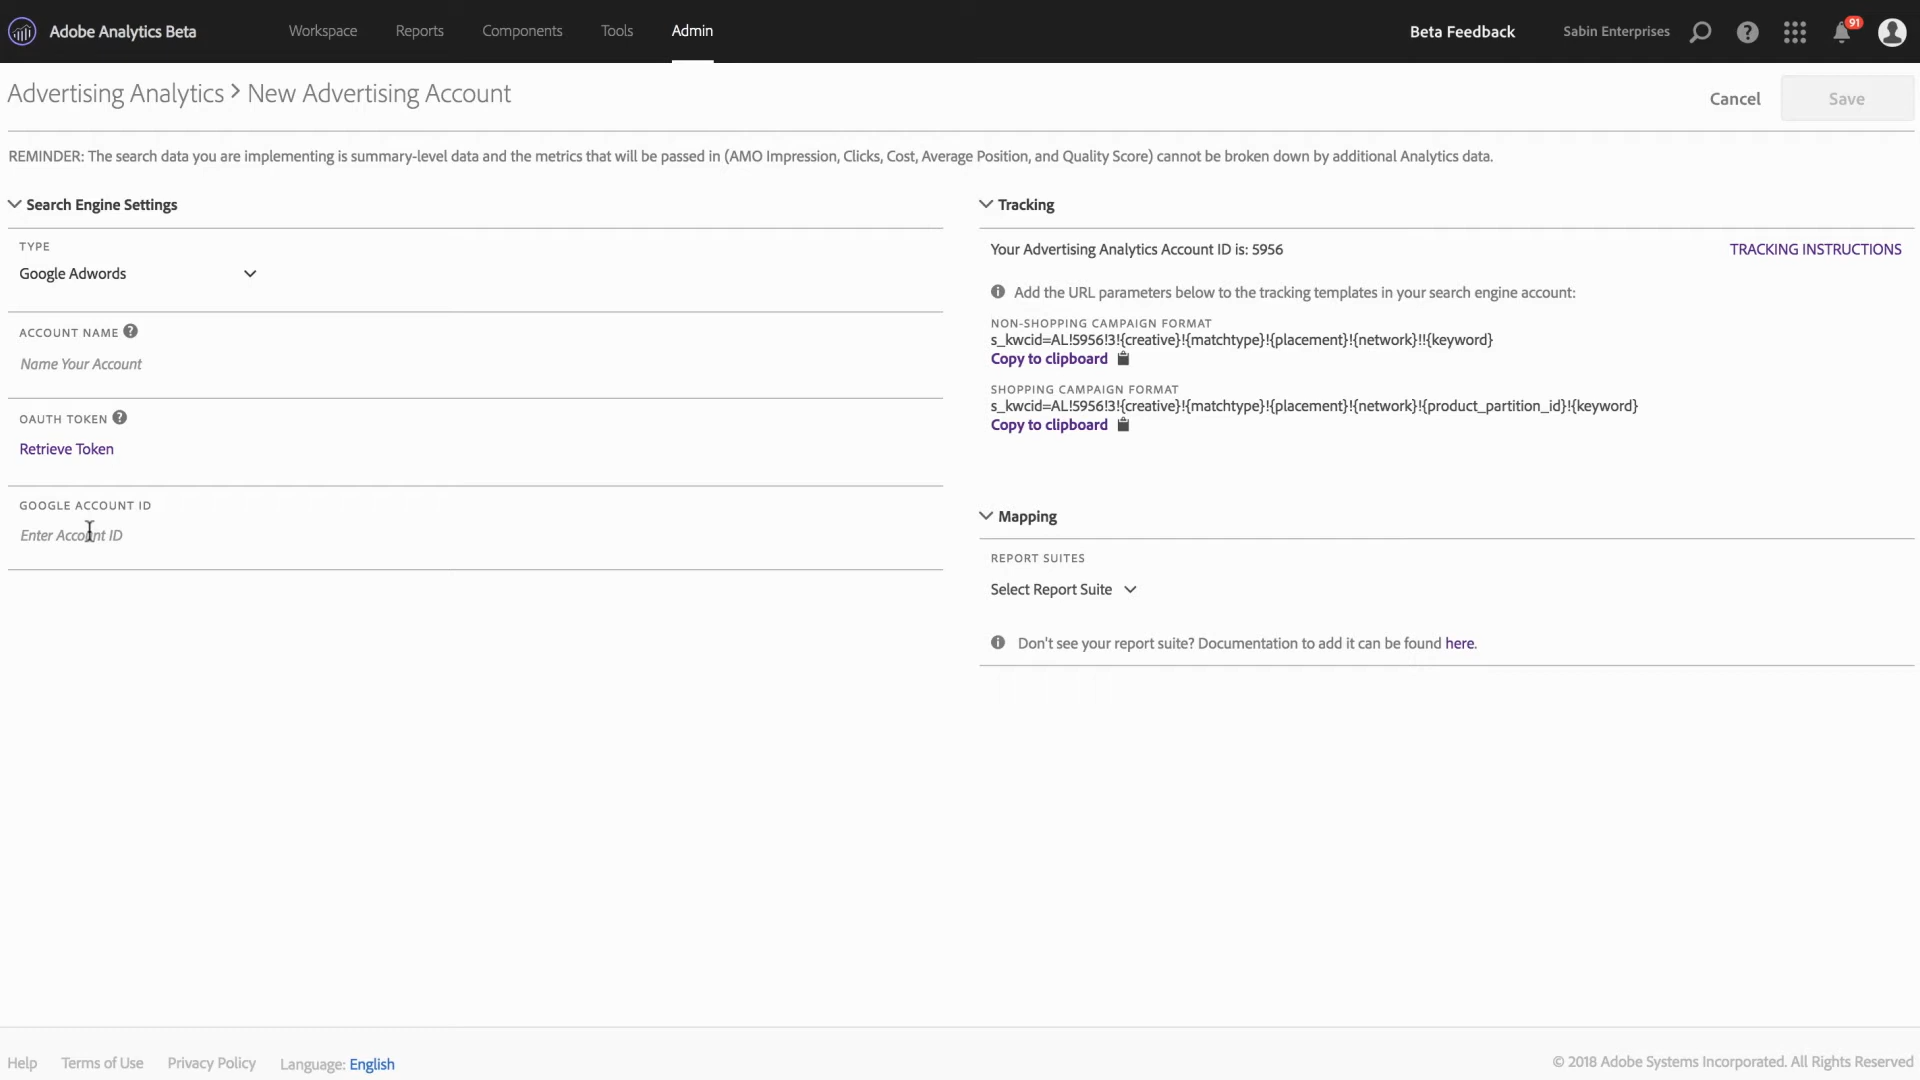 Adobe Analytics Beta
Workspace
Reports
Components
Tools
Admin
Beta Feedback
Sabin Enterprises
91
Advertising Analytics > New Advertising Account
Cancel
Save
REMINDER: The search data you are implementing is summary-level data and the metrics that will be passed in (AMO Impression, Clicks, Cost, Average Position, and Quality Score) cannot be broken down by additional Analytics data.
Search Engine Settings
TYPE
Google Adwords
ACCOUNT NAME
Name Your Account
OAUTH TOKEN
Retrieve Token
GOOGLE ACCOUNT ID
Enter Account ID
Tracking
Your Advertising Analytics Account ID is: 5956
TRACKING INSTRUCTIONS
Add the URL parameters below to the tracking templates in your search engine account:
NON-SHOPPING CAMPAIGN FORMAT
s_kwcid=AL!5956!3!{creative}!{matchtype}!{placement}!{network}!!{keyword}
Copy to clipboard
SHOPPING CAMPAIGN FORMAT
s_kwcid=AL!5956!3!{creative}!{matchtype}!{placement}!{network}!{product_partition_id}!{keyword}
Copy to clipboard
Mapping
REPORT SUITES
Select Report Suite
Don't see your report suite? Documentation to add it can be found here.
Help
Terms of Use
Privacy Policy
Language: English
© 2018 Adobe Systems Incorporated. All Rights Reserved